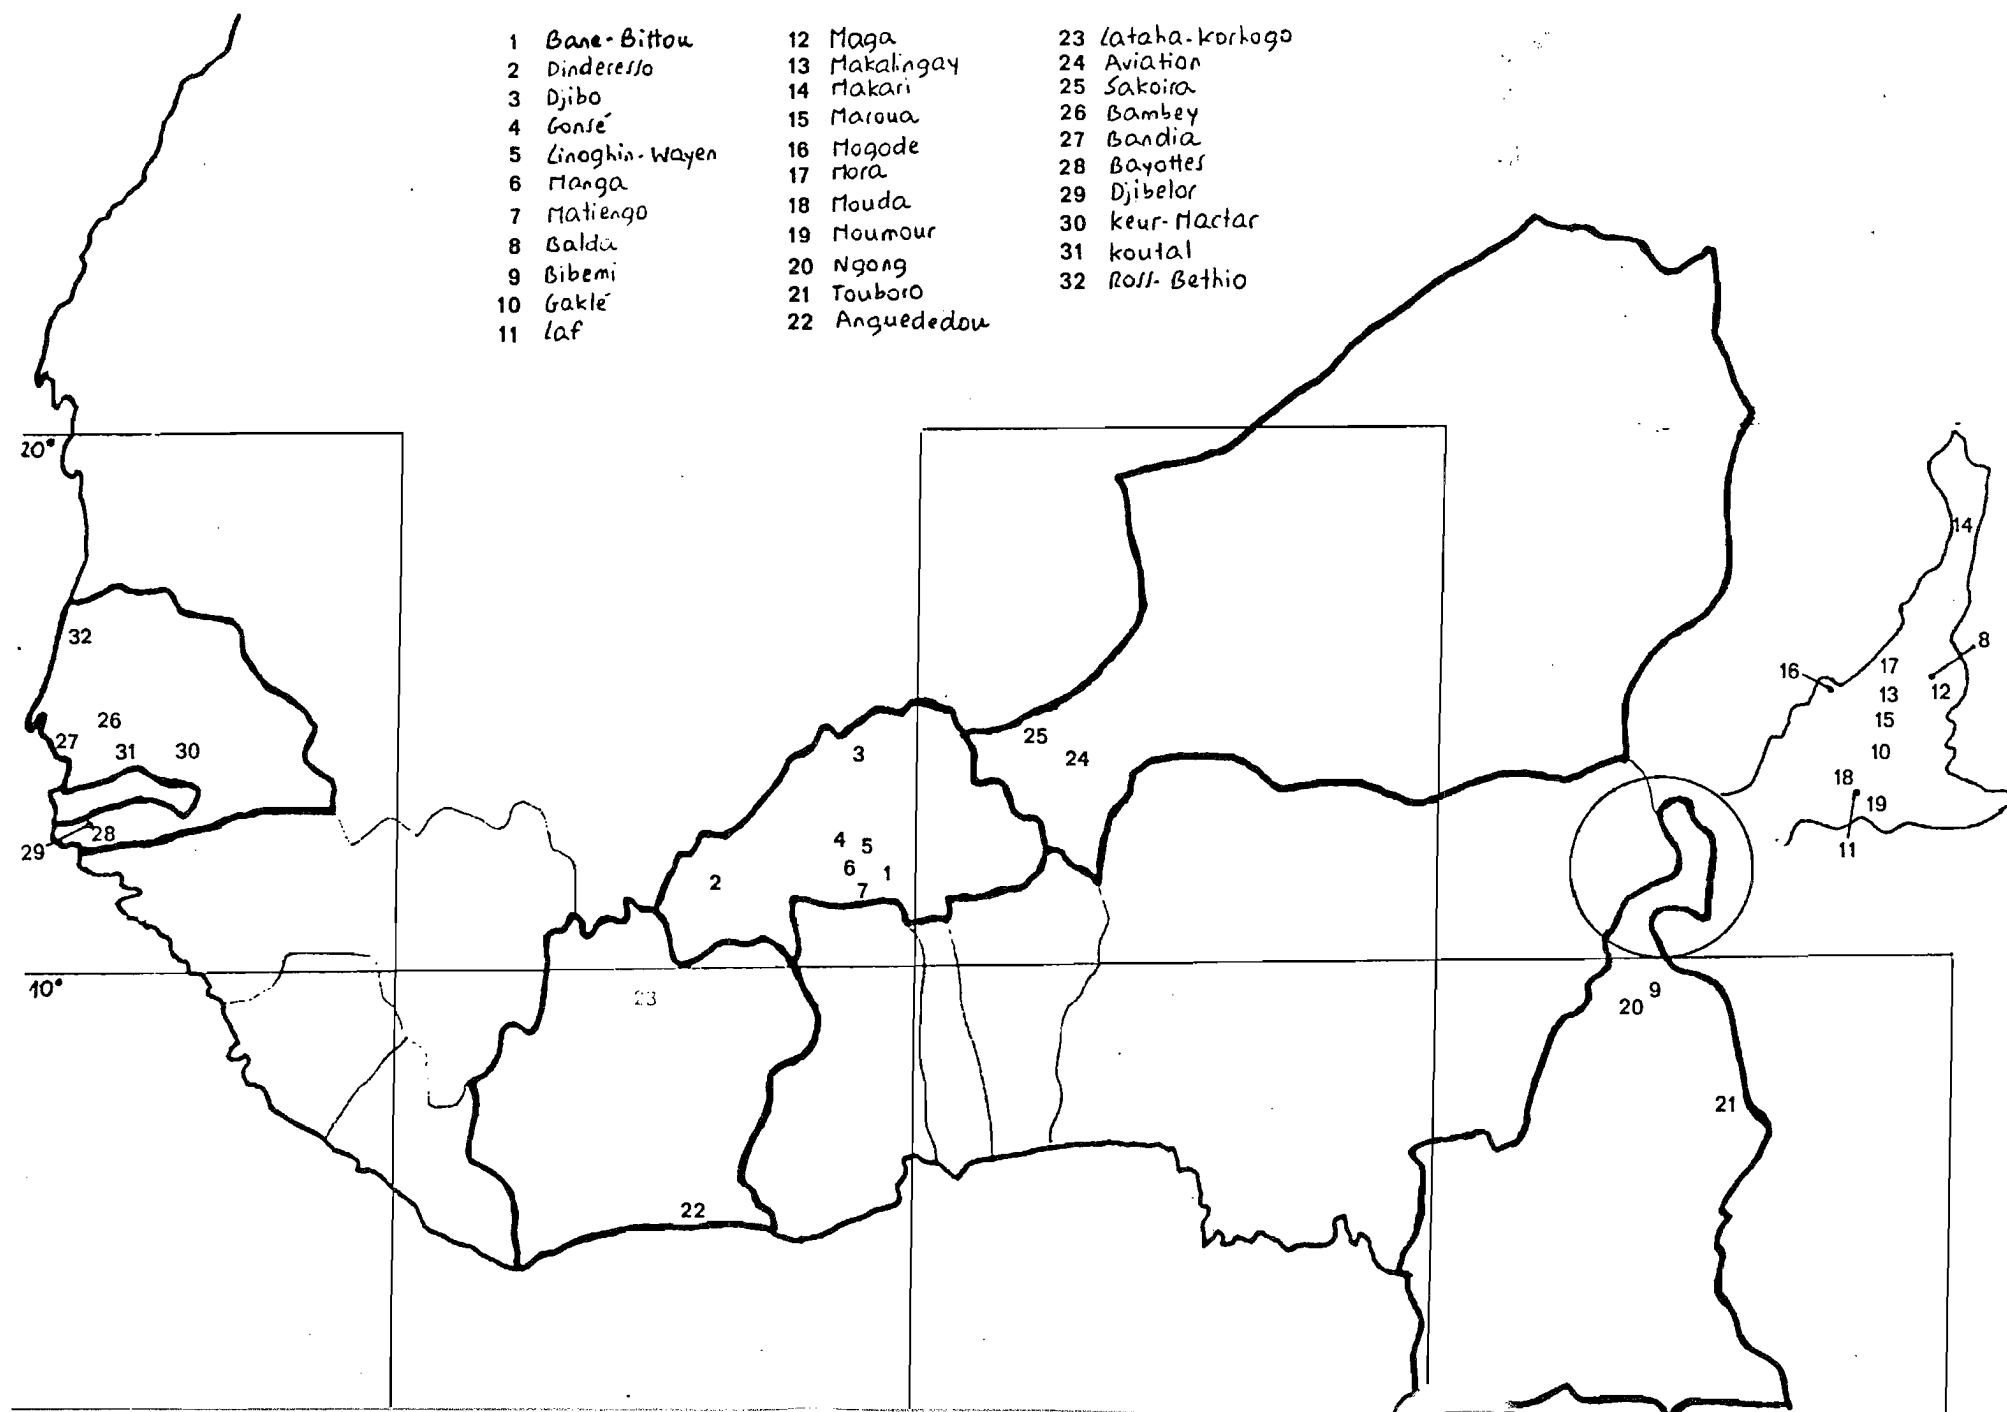 1 Bane-Bittou
2 Dinderesso
3 Djibo
4 Gonsé
5 Linoghin-Wayen
6 Manga
7 Matiengo
8 Balda
9 Bibemi
10 Gaklé
11 Laf
12 Maga
13 Makalingay
14 Makari
15 Maroua
16 Mogode
17 Mora
18 Mouda
19 Moumour
20 Ngong
21 Touboro
22 Anguededou
23 Lataha-Korhogo
24 Aviation
25 Sakoira
26 Bambey
27 Bandia
28 Bayottes
29 Djibelor
30 Keur-Mactar
31 Koutal
32 Ross-Bethio
20°
14
32
8
16
17
13
12
26
15
27
31
30
3
25
24
10
18
19
28
29
4
5
6
1
2
7
11
10°
23
9
20
21
22